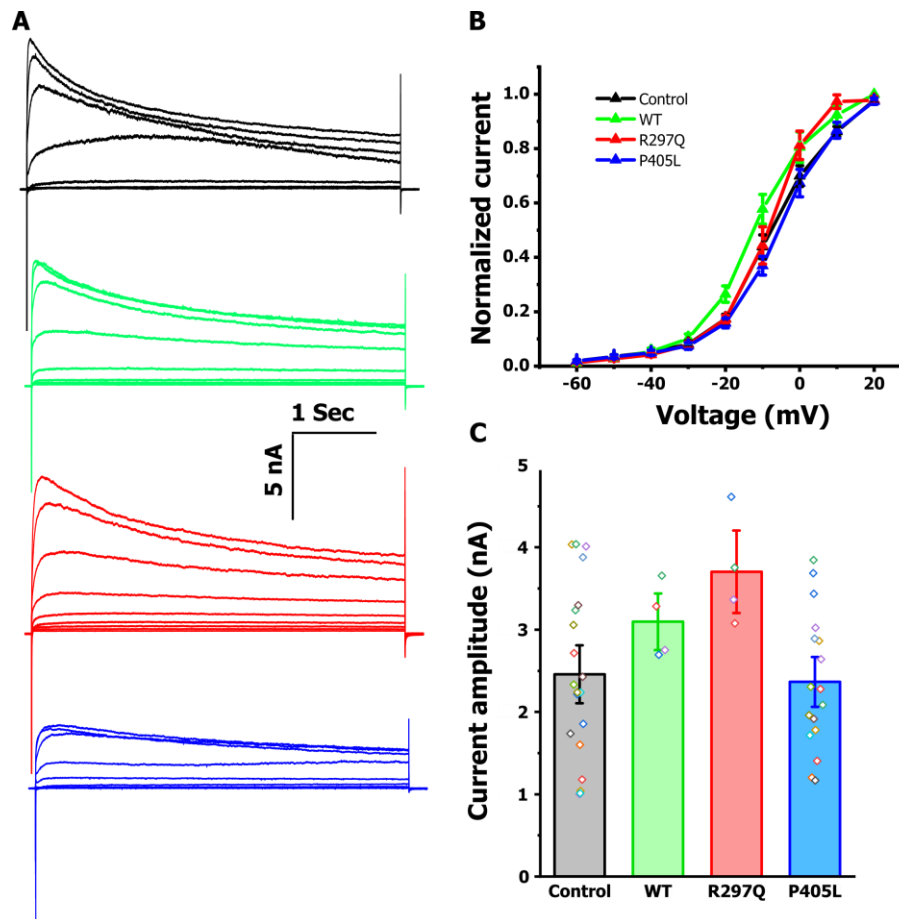 A
1 Sec
5 nA
B
Normalized current
1.0
0.8
0.6
0.4
0.2
0.0
Control
WT
R297Q
P405L
-60
-40
-20
0
20
Voltage (mV)
C
Current amplitude (nA)
5
4
3
2
1
0
Control
WT
R297Q
P405L